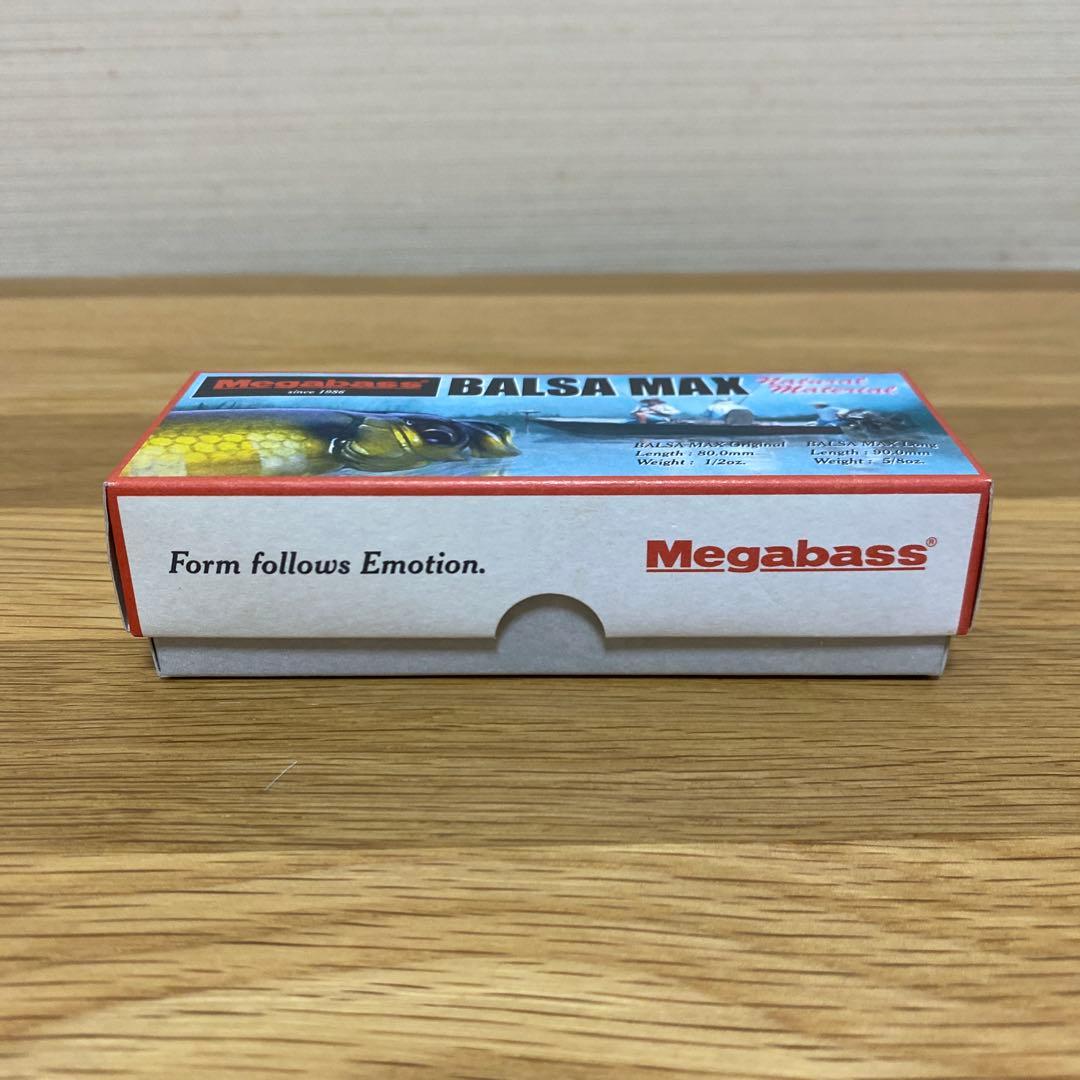 Megabass
since 1986
BALSA MAX
Natural
Material
BALSA MAX Original
Length : 80.0mm
Weight : 1/2oz.
BALSA MAX Long
Length : 90.0mm
Weight : 5/8oz.
Form follows Emotion.
Megabass®